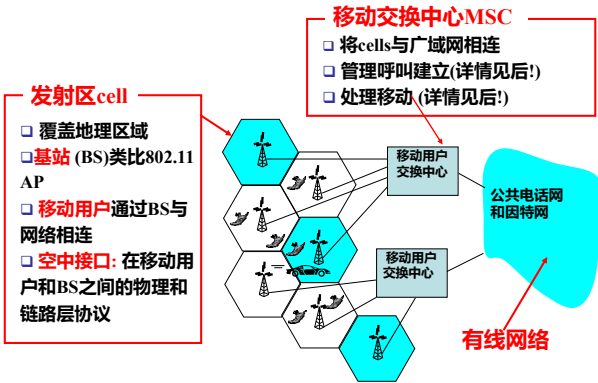 移动交换中心MSC
❑ 将cells与广域网相连
❑ 管理呼叫建立(详情见后!)
❑ 处理移动 (详情见后!)
发射区cell
❑ 覆盖地理区域
❑基站 (BS)类比802.11
AP
❑ 移动用户通过BS与
网络相连
❑ 空中接口: 在移动用
户和BS之间的物理和
链路层协议
移动用户
交换中心
公共电话网
和因特网
移动用户
交换中心
有线网络